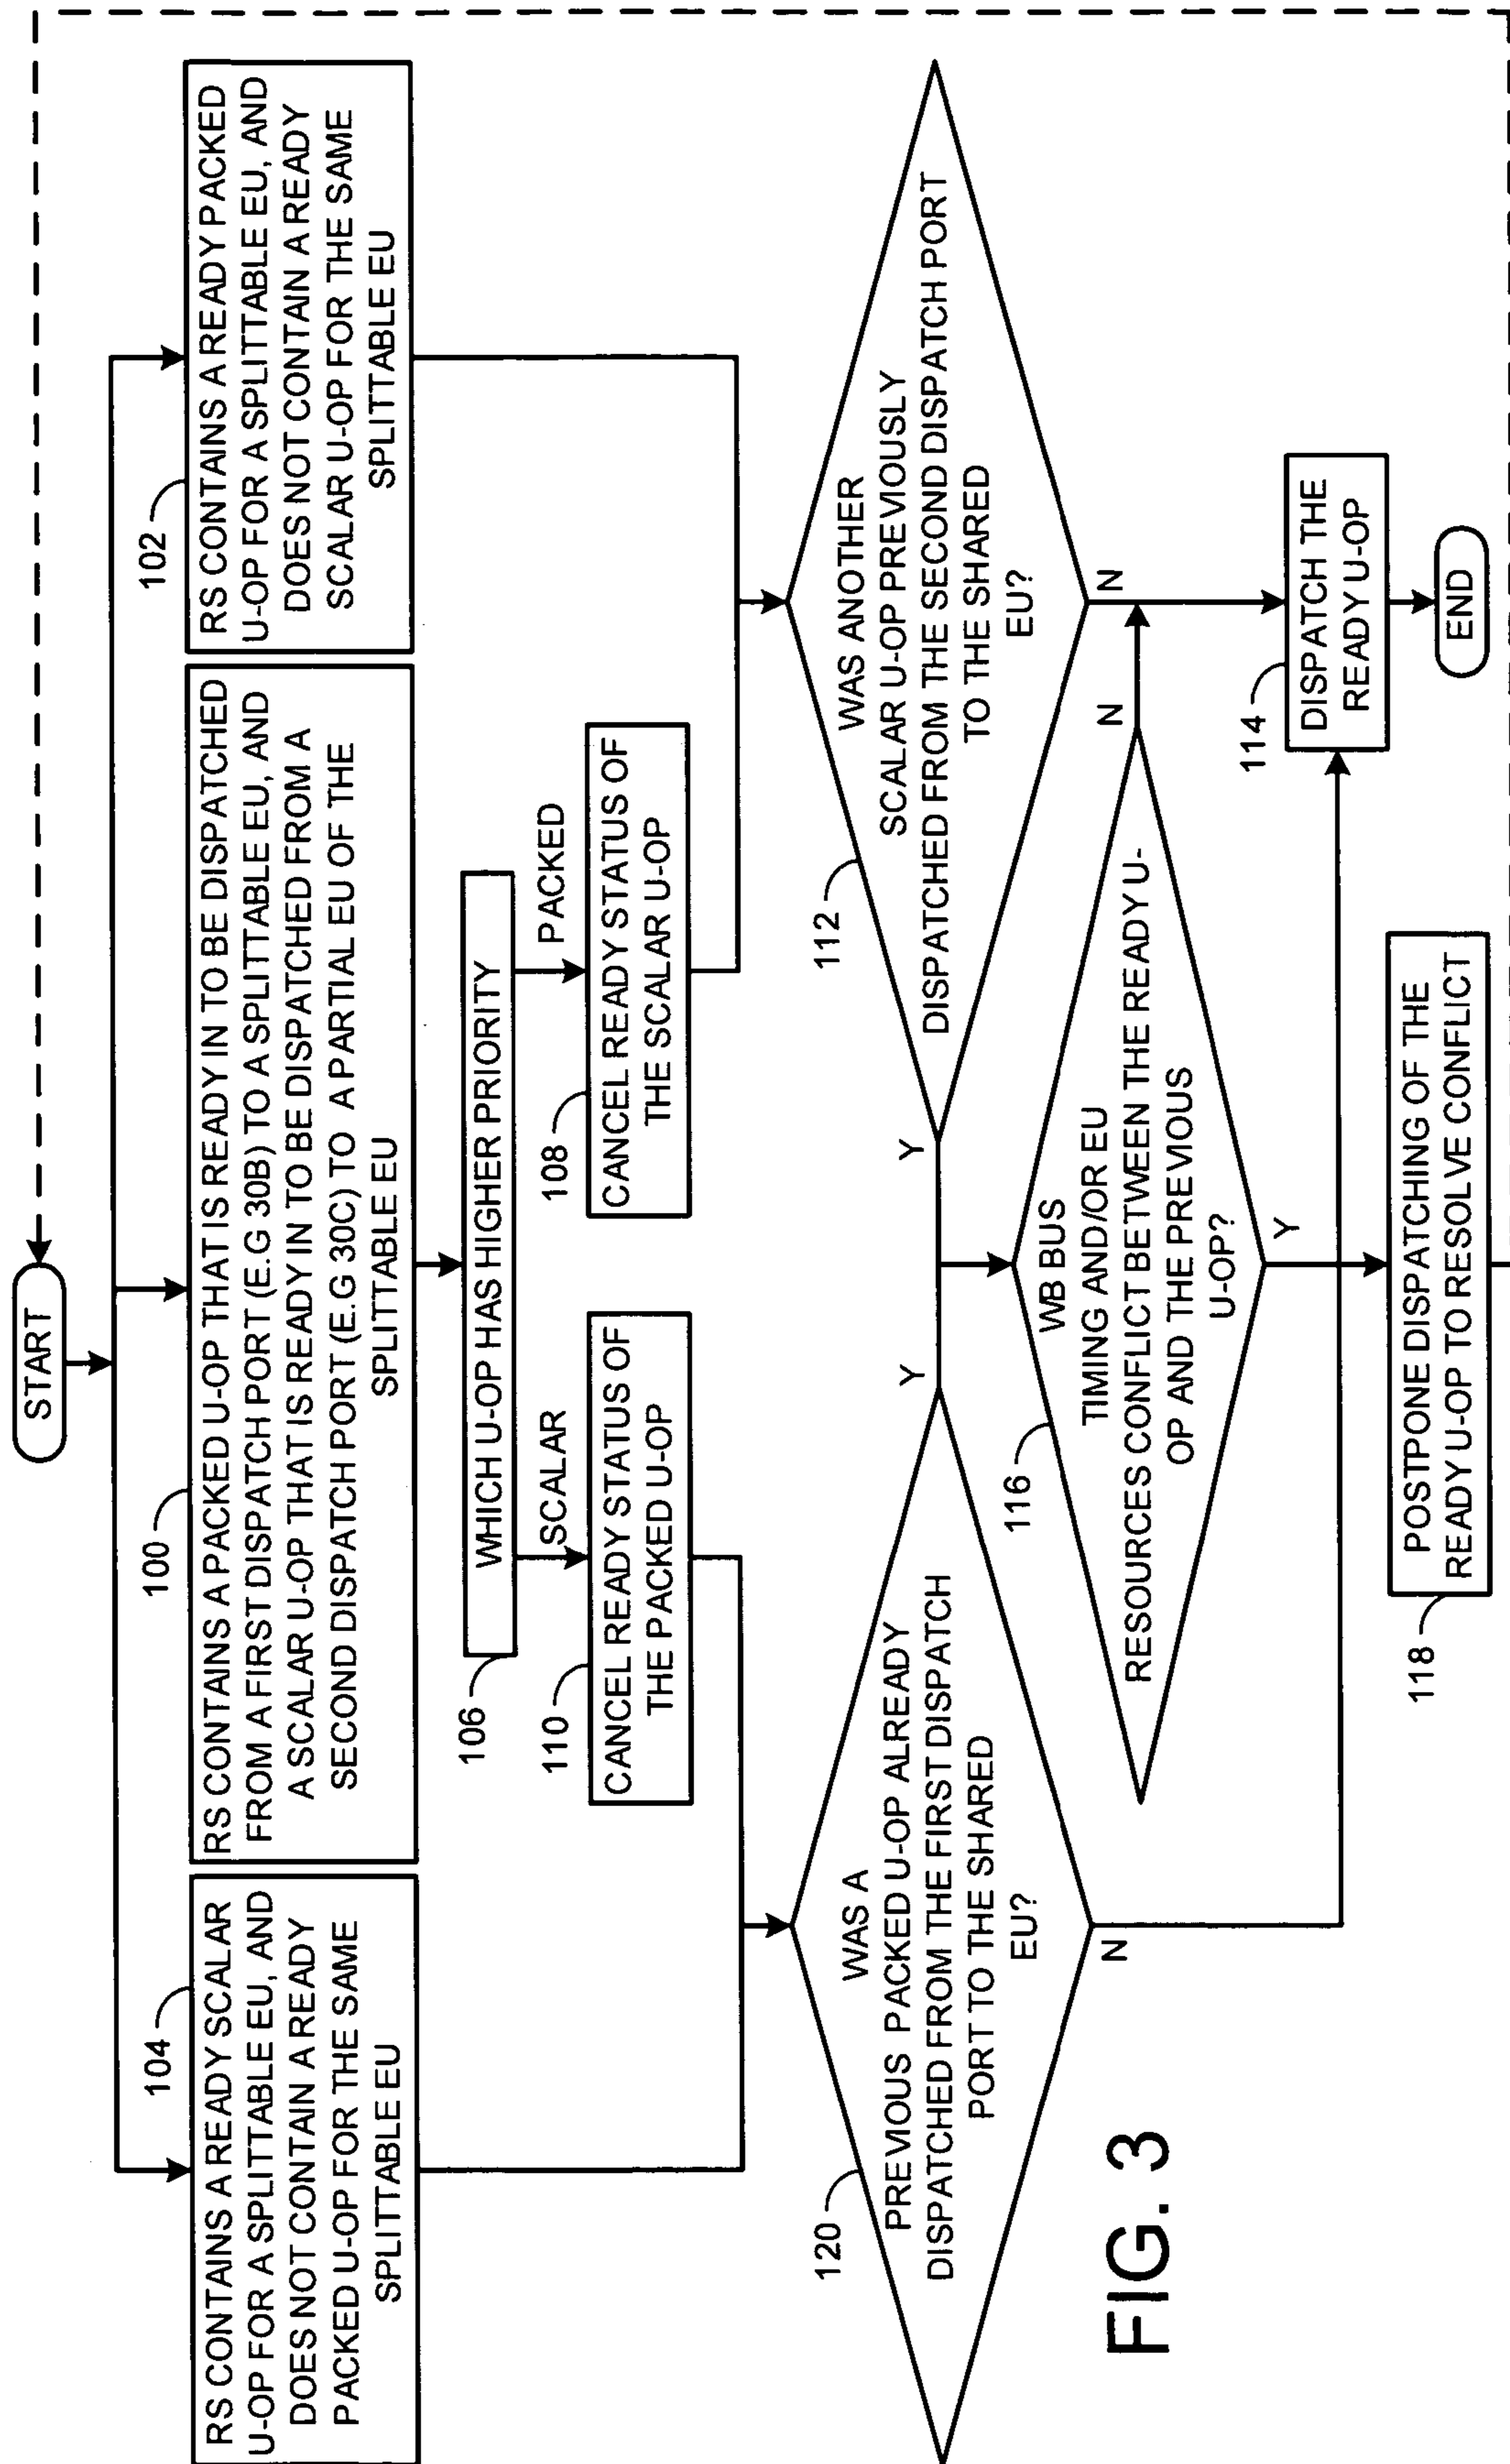 START
104
RS CONTAINS A READY SCALAR
U-OP FOR A SPLITTABLE EU, AND
DOES NOT CONTAIN A READY
PACKED U-OP FOR THE SAME
SPLITTABLE EU
100
RS CONTAINS A PACKED U-OP THAT IS READY IN TO BE DISPATCHED
FROM A FIRST DISPATCH PORT (E.G 30B) TO A SPLITTABLE EU, AND
A SCALAR U-OP THAT IS READY IN TO BE DISPATCHED FROM A
SECOND DISPATCH PORT (E.G 30C) TO A PARTIAL EU OF THE
SPLITTABLE EU
102
RS CONTAINS A READY PACKED
U-OP FOR A SPLITTABLE EU, AND
DOES NOT CONTAIN A READY
SCALAR U-OP FOR THE SAME
SPLITTABLE EU
106
WHICH U-OP HAS HIGHER PRIORITY
SCALAR
PACKED
110
CANCEL READY STATUS OF
THE PACKED U-OP
108
CANCEL READY STATUS OF
THE SCALAR U-OP
120
WAS A
PREVIOUS PACKED U-OP ALREADY
DISPATCHED FROM THE FIRST DISPATCH
PORT TO THE SHARED
EU?
Y
N
112
WAS ANOTHER
SCALAR U-OP PREVIOUSLY
DISPATCHED FROM THE SECOND DISPATCH PORT
TO THE SHARED
EU?
Y
N
116
WB BUS
TIMING AND/OR EU
RESOURCES CONFLICT BETWEEN THE READY U-
OP AND THE PREVIOUS
U-OP?
N
Y
114
DISPATCH THE
READY U-OP
118
POSTPONE DISPATCHING OF THE
READY U-OP TO RESOLVE CONFLICT
END
FIG. 3